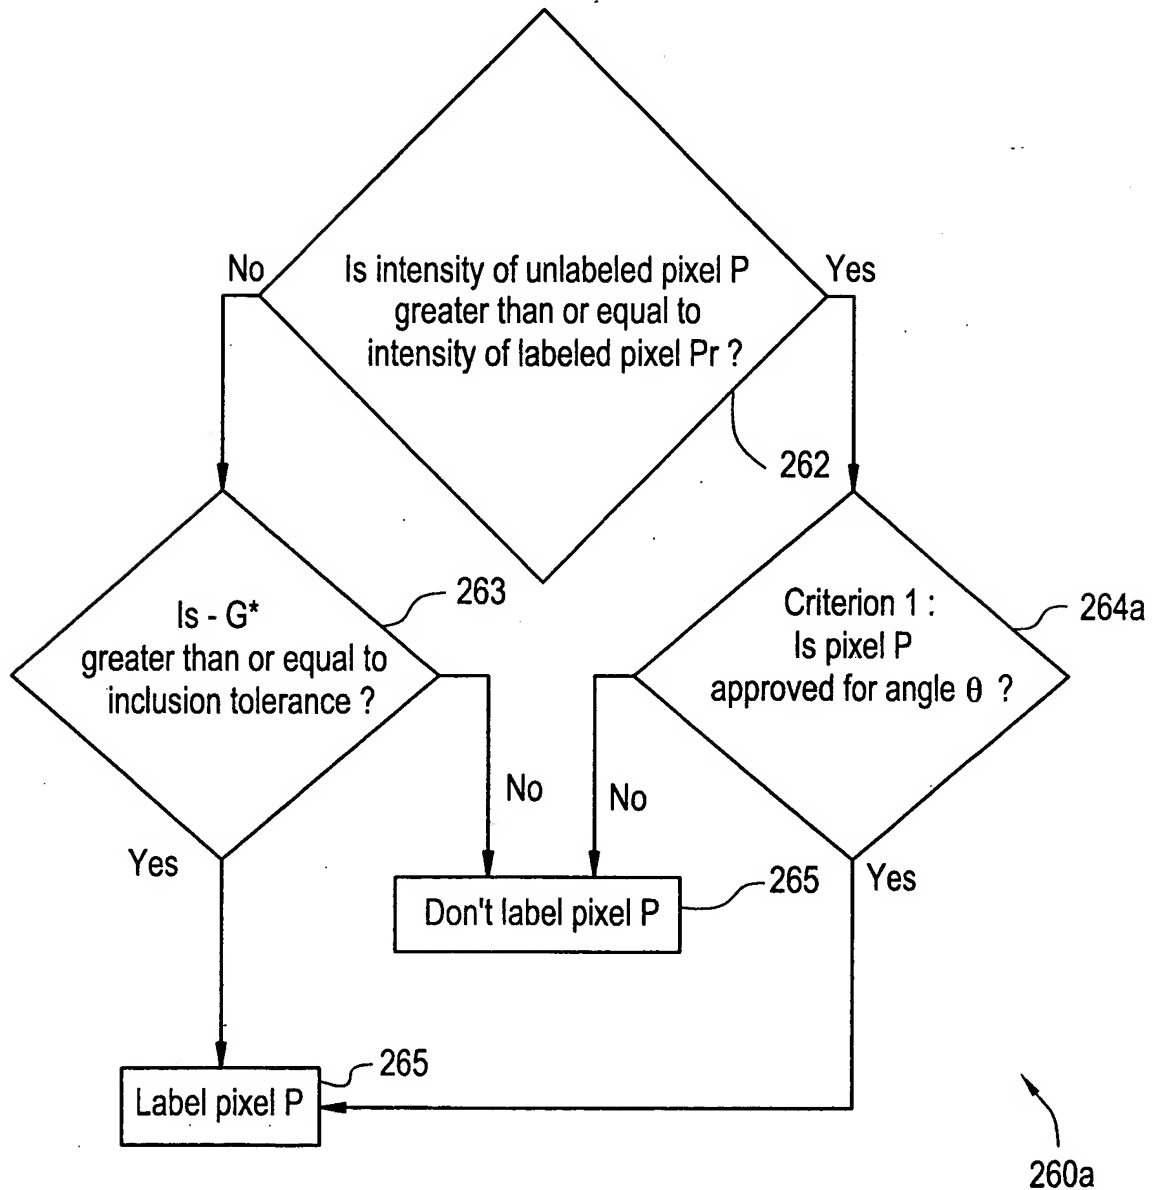 No
Is intensity of unlabeled pixel P
greater than or equal to
intensity of labeled pixel Pr ?
Yes
262
Is - G*
greater than or equal to
inclusion tolerance ?
263
Criterion 1 :
Is pixel P
approved for angle θ ?
264a
No
No
Yes
Don't label pixel P
265
Yes
Label pixel P
265
260a